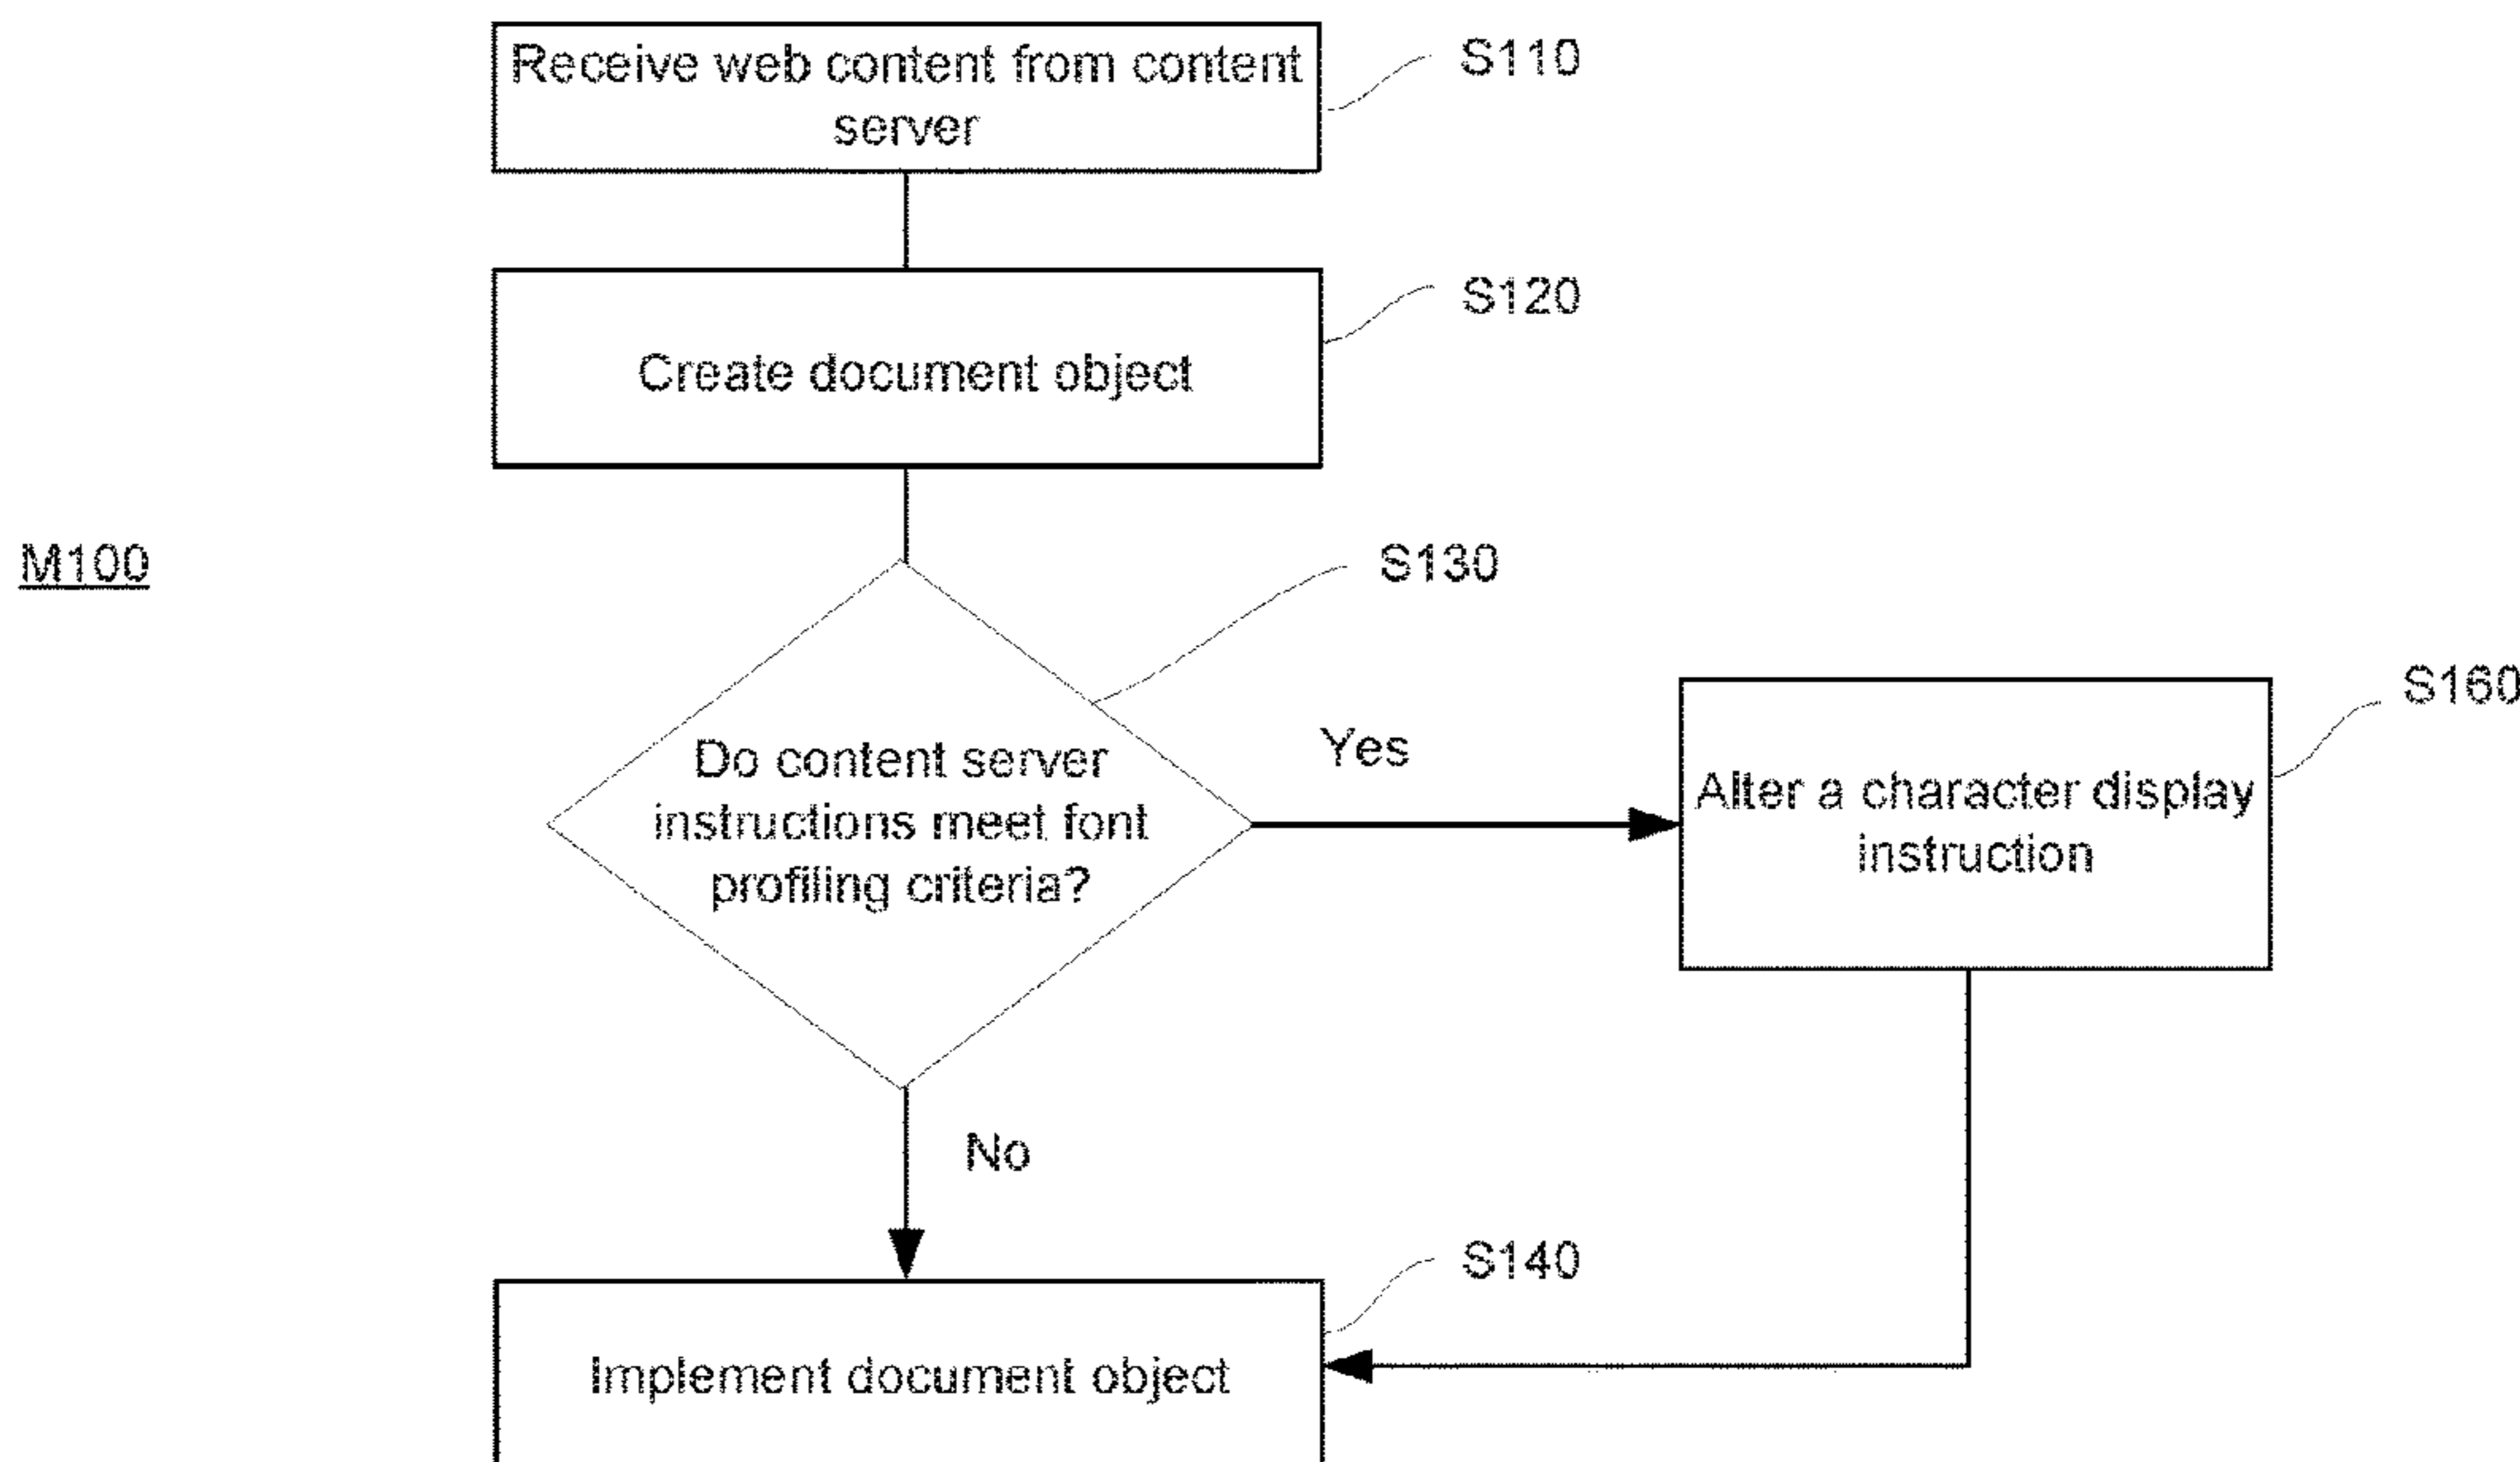 Receive web content from content
server
S110
Create document object
S120
M100
S130
Do content server
instructions meet font
profiling criteria?
Yes
S160
Alter a character display
instruction
No
S140
Implement document object